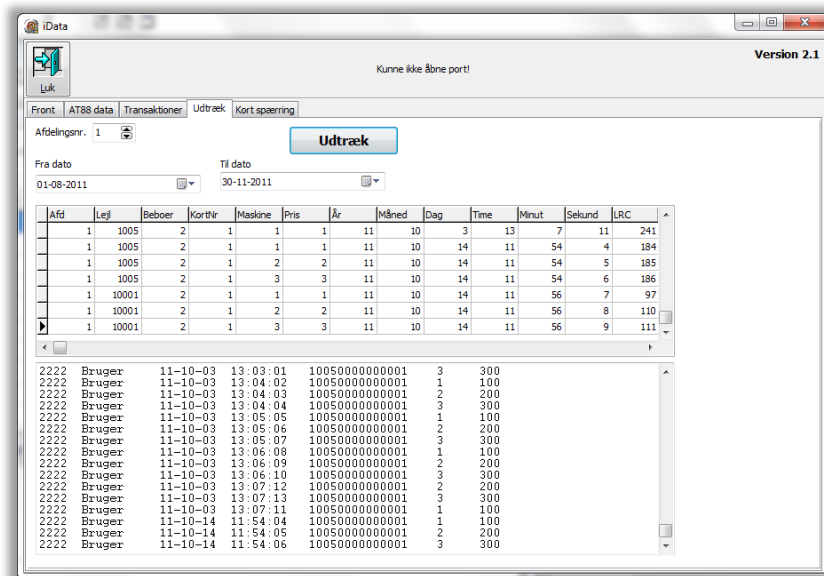 iData
Version 2.1
Kunne ikke åbne port!
Luk
Front AT88 data Transaktioner Udtræk Kort spærring
Afdelingsnr. 1
Udtræk
Fra dato Til dato
01-08-2011 30-11-2011
Afd Lejl Beboer KortNr Maskine Pris År Måned Dag Time Minut Sekund LRC
1 1005 2 1 1 1 11 10 3 13 7 11 241
1 1005 2 1 1 1 11 10 14 11 54 4 184
1 1005 2 1 2 2 11 10 14 11 54 5 185
1 1005 2 1 3 3 11 10 14 11 54 6 186
1 10001 2 1 1 1 11 10 14 11 56 7 97
1 10001 2 1 2 2 11 10 14 11 56 8 110
1 10001 2 1 3 3 11 10 14 11 56 9 111
2222 Bruger 11-10-03 13:03:01 10050000000001 3 300
2222 Bruger 11-10-03 13:04:02 10050000000001 1 100
2222 Bruger 11-10-03 13:04:03 10050000000001 2 200
2222 Bruger 11-10-03 13:04:04 10050000000001 3 300
2222 Bruger 11-10-03 13:05:05 10050000000001 1 100
2222 Bruger 11-10-03 13:05:06 10050000000001 2 200
2222 Bruger 11-10-03 13:05:07 10050000000001 3 300
2222 Bruger 11-10-03 13:06:08 10050000000001 1 100
2222 Bruger 11-10-03 13:06:09 10050000000001 2 200
2222 Bruger 11-10-03 13:06:10 10050000000001 3 300
2222 Bruger 11-10-03 13:07:12 10050000000001 2 200
2222 Bruger 11-10-03 13:07:13 10050000000001 3 300
2222 Bruger 11-10-03 13:07:11 10050000000001 1 100
2222 Bruger 11-10-14 11:54:04 10050000000001 1 100
2222 Bruger 11-10-14 11:54:05 10050000000001 2 200
2222 Bruger 11-10-14 11:54:06 10050000000001 3 300